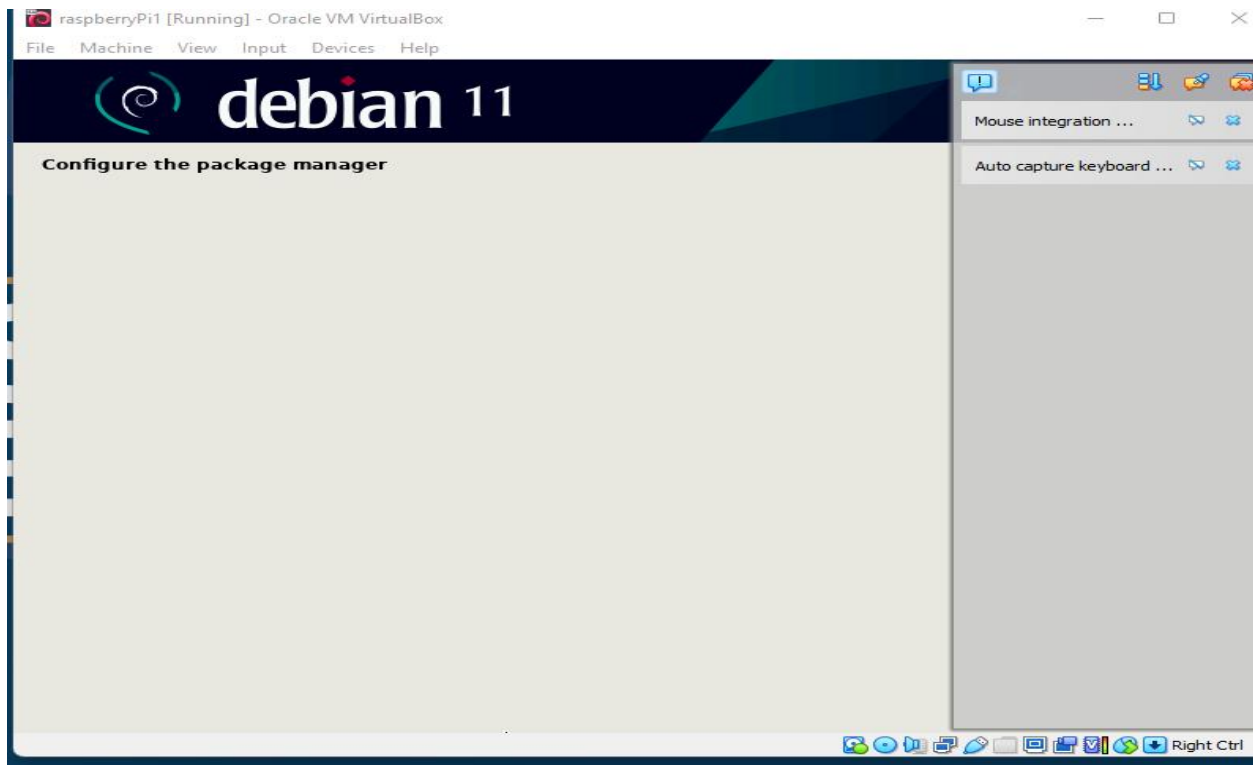 raspberryPi1 [Running] - Oracle VM VirtualBox
File Machine View Input Devices Help
debian 11
Mouse integration ...
Configure the package manager
Auto capture keyboard ...
Right Ctrl